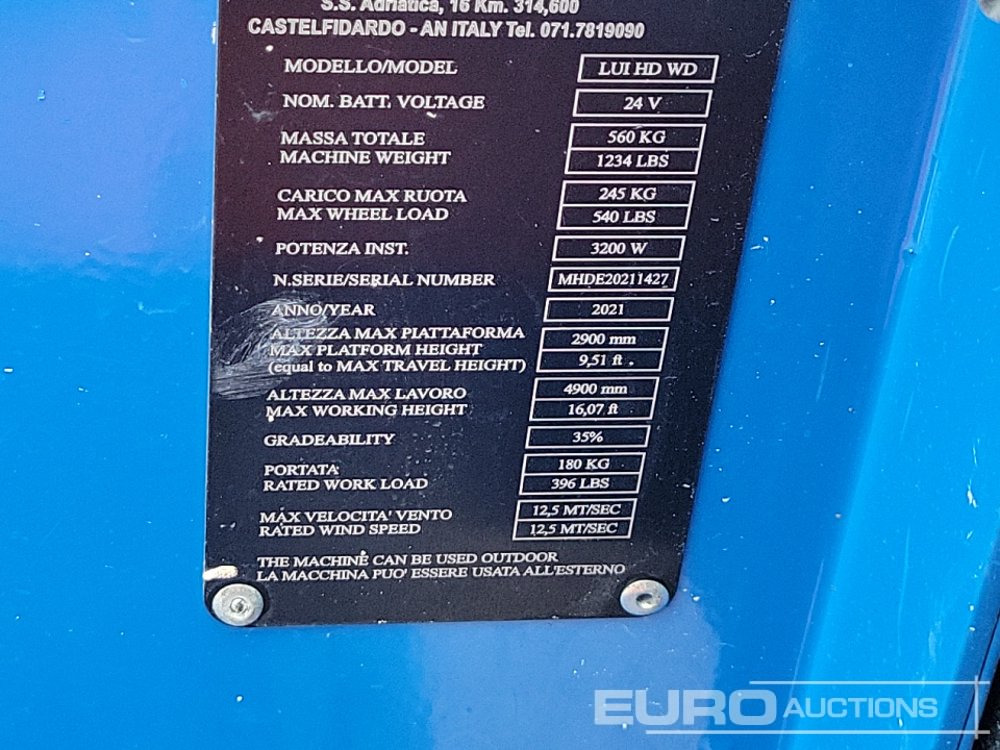 S.S. Adriatica, 16 Km. 314,600
CASTELFIDARDO - AN ITALY Tel. 071.7819090
MODELLO/MODEL LUI HD WD
NOM. BATT. VOLTAGE 24 V
MASSA TOTALE 560 KG
MACHINE WEIGHT 1234 LBS
CARICO MAX RUOTA 245 KG
MAX WHEEL LOAD 540 LBS
POTENZA INST. 3200 W
N.SERIE/SERIAL NUMBER MHDE20211427
ANNO/YEAR 2021
ALTEZZA MAX PIATTAFORMA 2900 mm
MAX PLATFORM HEIGHT 9,51 ft
(equal to MAX TRAVEL HEIGHT)
ALTEZZA MAX LAVORO 4900 mm
MAX WORKING HEIGHT 16,07 ft
GRADEABILITY 35%
PORTATA 180 KG
RATED WORK LOAD 396 LBS
MAX VELOCITA' VENTO 12,5 MT/SEC
RATED WIND SPEED 12,5 MT/SEC
THE MACHINE CAN BE USED OUTDOOR
LA MACCHINA PUO' ESSERE USATA ALL'ESTERNO
EURO AUCTIONS